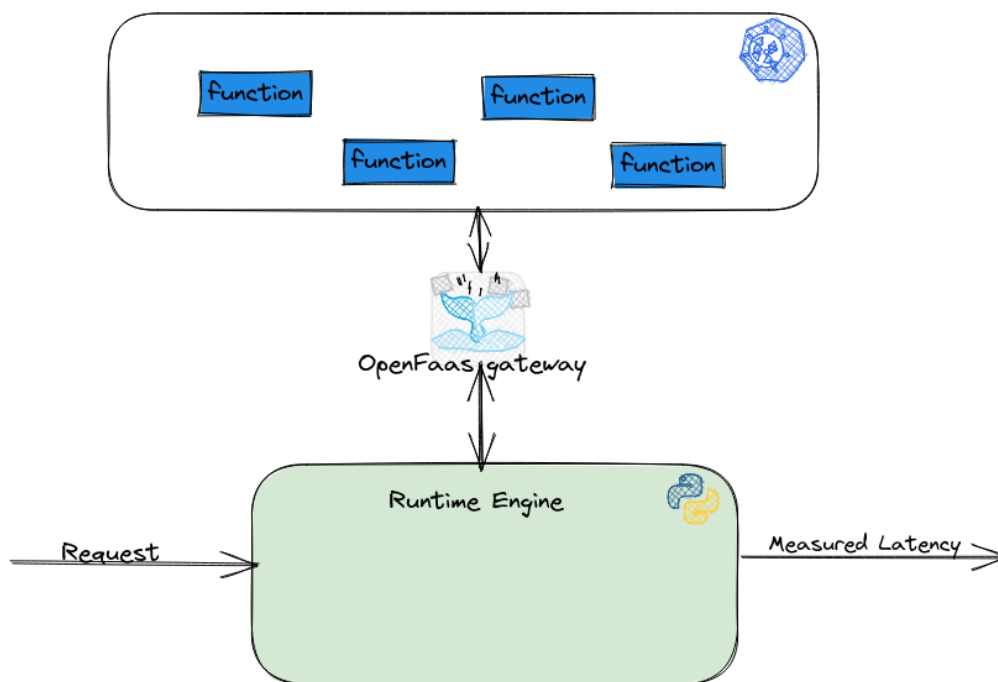 function
function
function
function
OpenFaas gateway
Runtime Engine
Request
Measured Latency